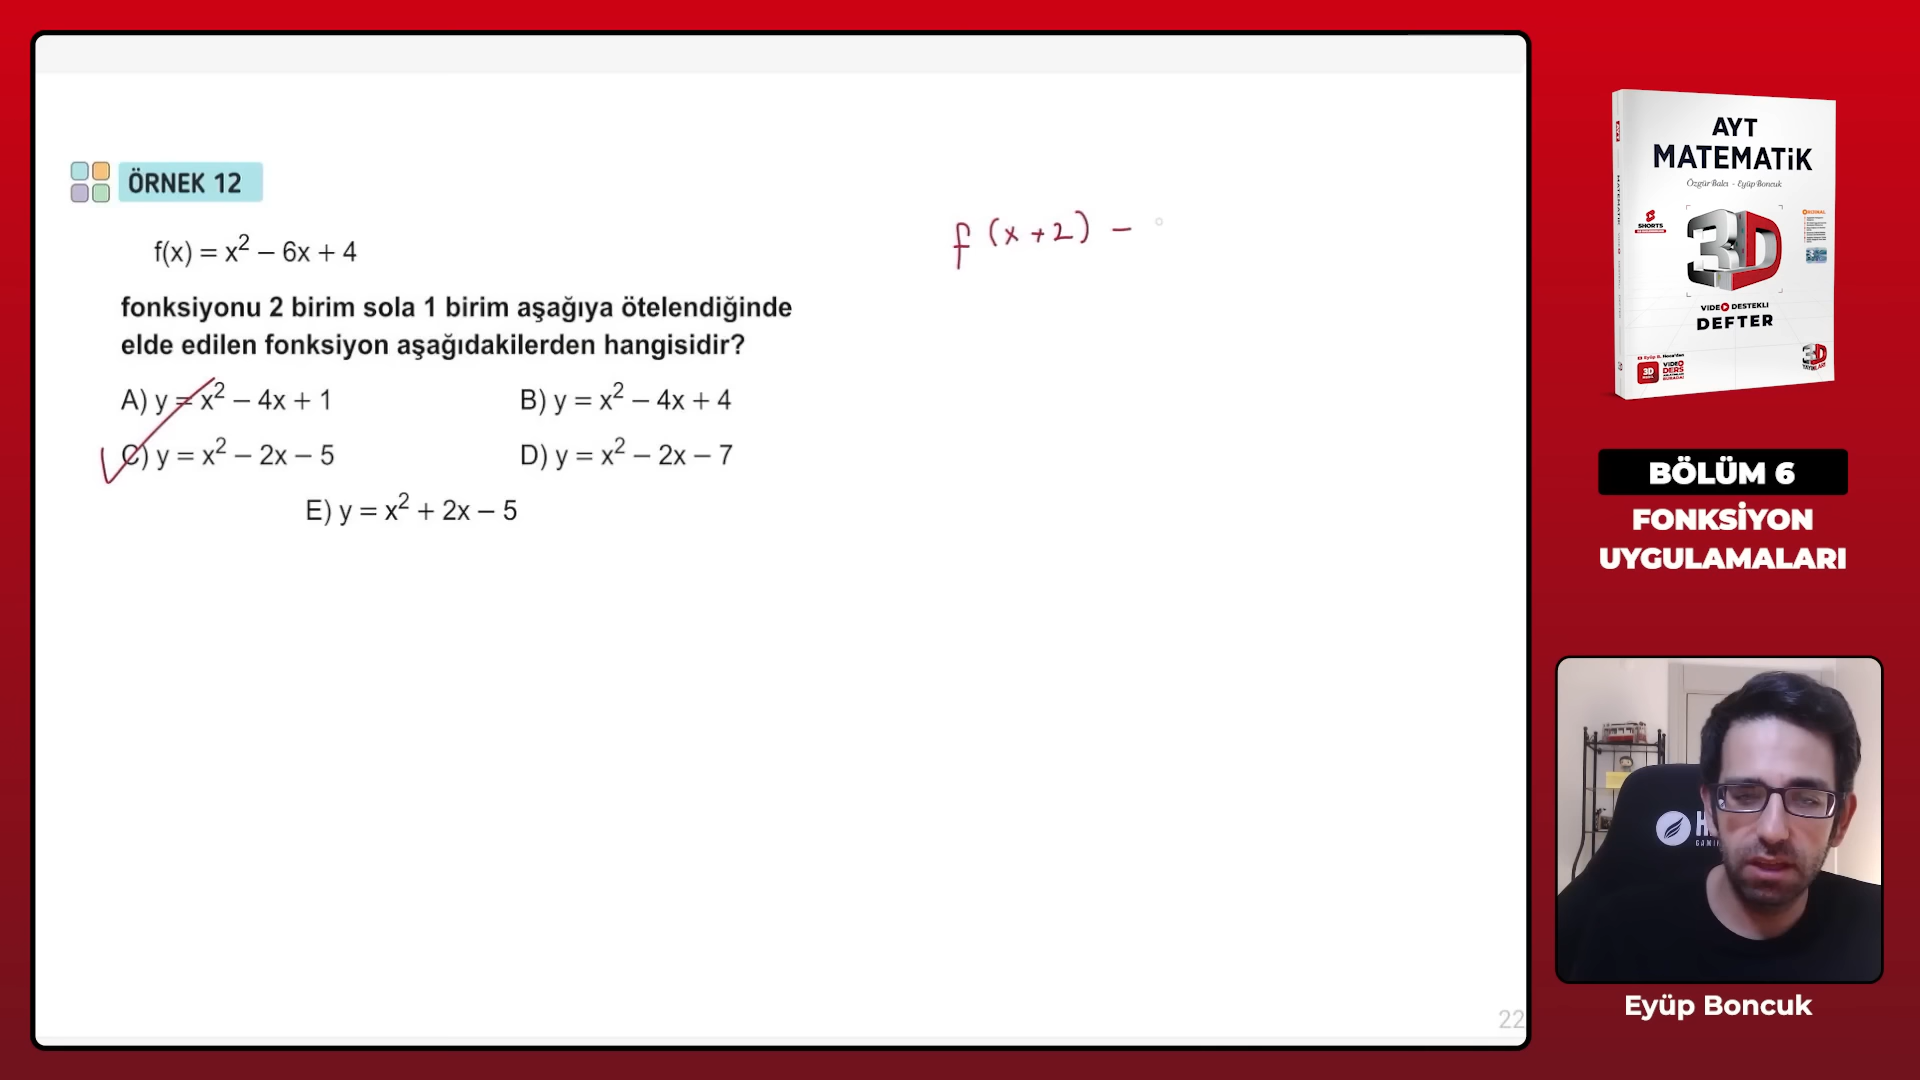 ÖRNEK 12
f(x) = x² – 6x + 4
fonksiyonu 2 birim sola 1 birim aşağıya ötelendiğinde
elde edilen fonksiyon aşağıdakilerden hangisidir?
A) y = x² – 4x + 1
B) y = x² – 4x + 4
C) y = x² – 2x – 5
D) y = x² – 2x – 7
E) y = x² + 2x – 5
f (x + 2) –
22
AYT
MATEMATİK
Özgür Balcı - Eyüp Boncuk
SHORTS
3D
VIDEO DESTEKLI
DEFTER
BÖLÜM 6
FONKSİYON
UYGULAMALARI
Eyüp Boncuk